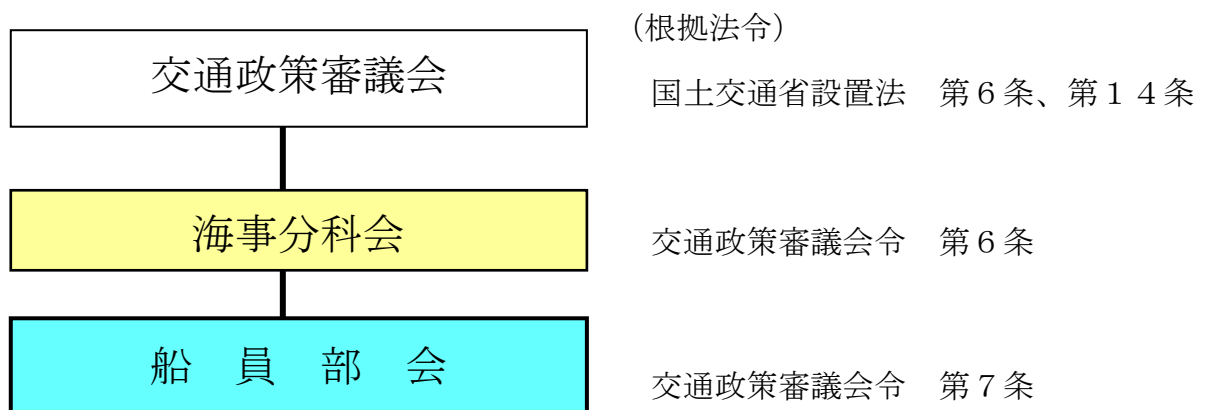 (根拠法令)
交通政策審議会
国土交通省設置法　第６条、第１４条
海事分科会
交通政策審議会令　第６条
船　員　部　会
交通政策審議会令　第７条